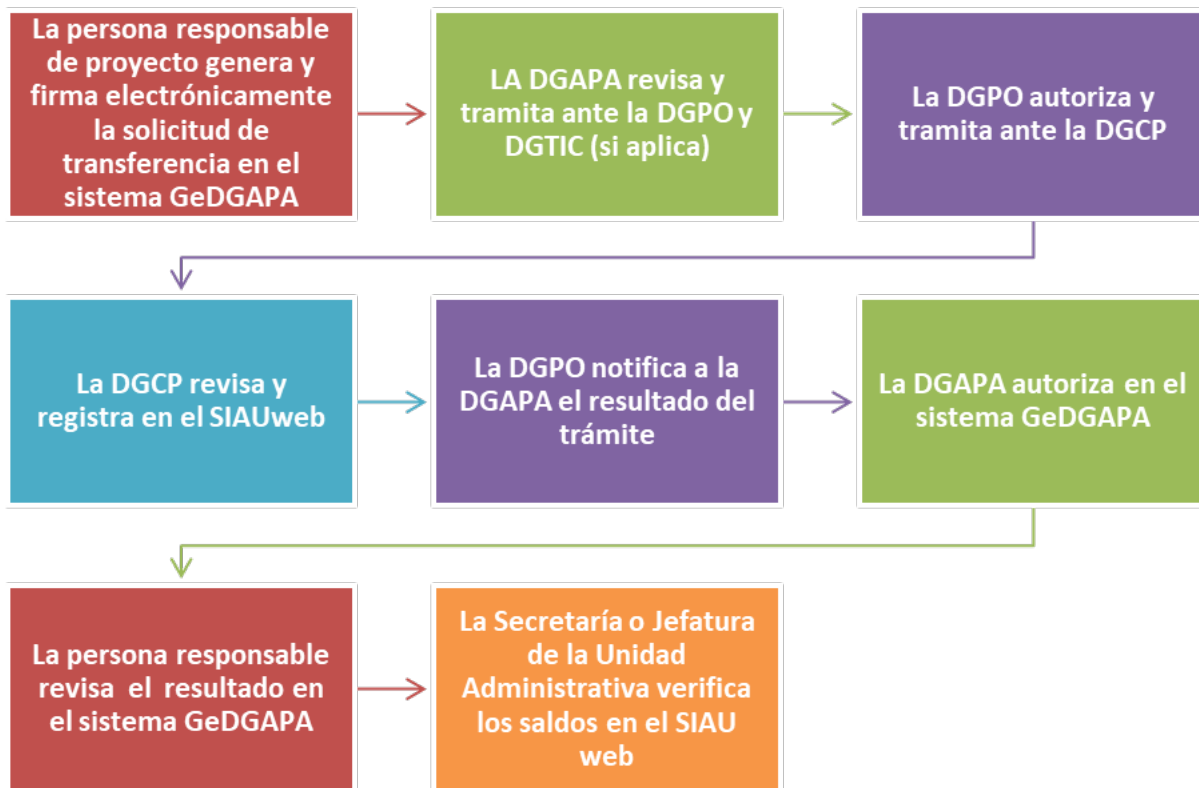 La persona responsable
de proyecto genera y
firma electrónicamente
la solicitud de
transferencia en el
sistema GeDGAPA
LA DGAPA revisa y
tramita ante la DGPO y
DGTIC (si aplica)
La DGPO autoriza y
tramita ante la DGCP
La DGCP revisa y
registra en el SIAUweb
La DGPO notifica a la
DGAPA el resultado del
trámite
La DGAPA autoriza en el
sistema GeDGAPA
La persona responsable
revisa el resultado en
el sistema GeDGAPA
La Secretaría o Jefatura
de la Unidad
Administrativa verifica
los saldos en el SIAU
web